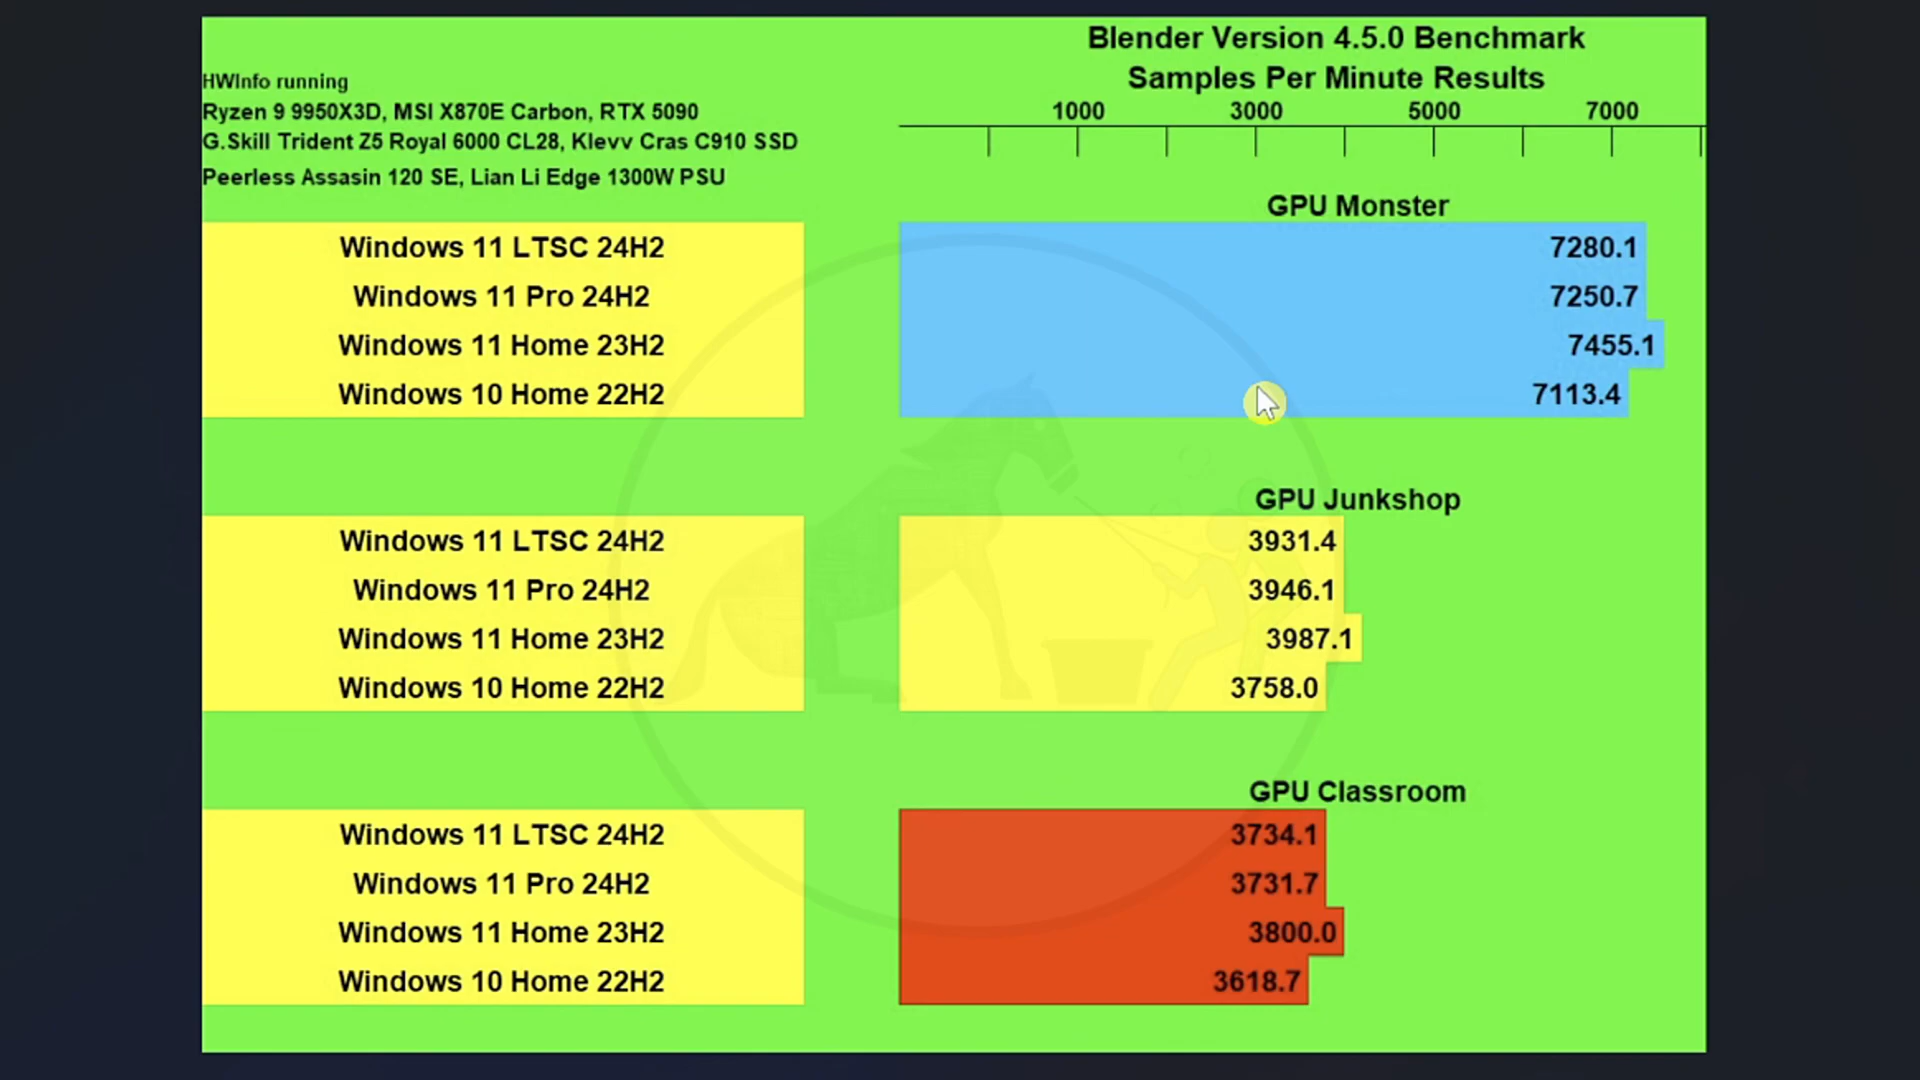 Blender Version 4.5.0 Benchmark
Samples Per Minute Results
HWInfo running
Ryzen 9 9950X3D, MSI X870E Carbon, RTX 5090
G.Skill Trident Z5 Royal 6000 CL28, Klevv Cras C910 SSD
Peerless Assasin 120 SE, Lian Li Edge 1300W PSU
1000 3000 5000 7000
GPU Monster
Windows 11 LTSC 24H2 7280.1
Windows 11 Pro 24H2 7250.7
Windows 11 Home 23H2 7455.1
Windows 10 Home 22H2 7113.4
GPU Junkshop
Windows 11 LTSC 24H2 3931.4
Windows 11 Pro 24H2 3946.1
Windows 11 Home 23H2 3987.1
Windows 10 Home 22H2 3758.0
GPU Classroom
Windows 11 LTSC 24H2 3734.1
Windows 11 Pro 24H2 3731.7
Windows 11 Home 23H2 3800.0
Windows 10 Home 22H2 3618.7